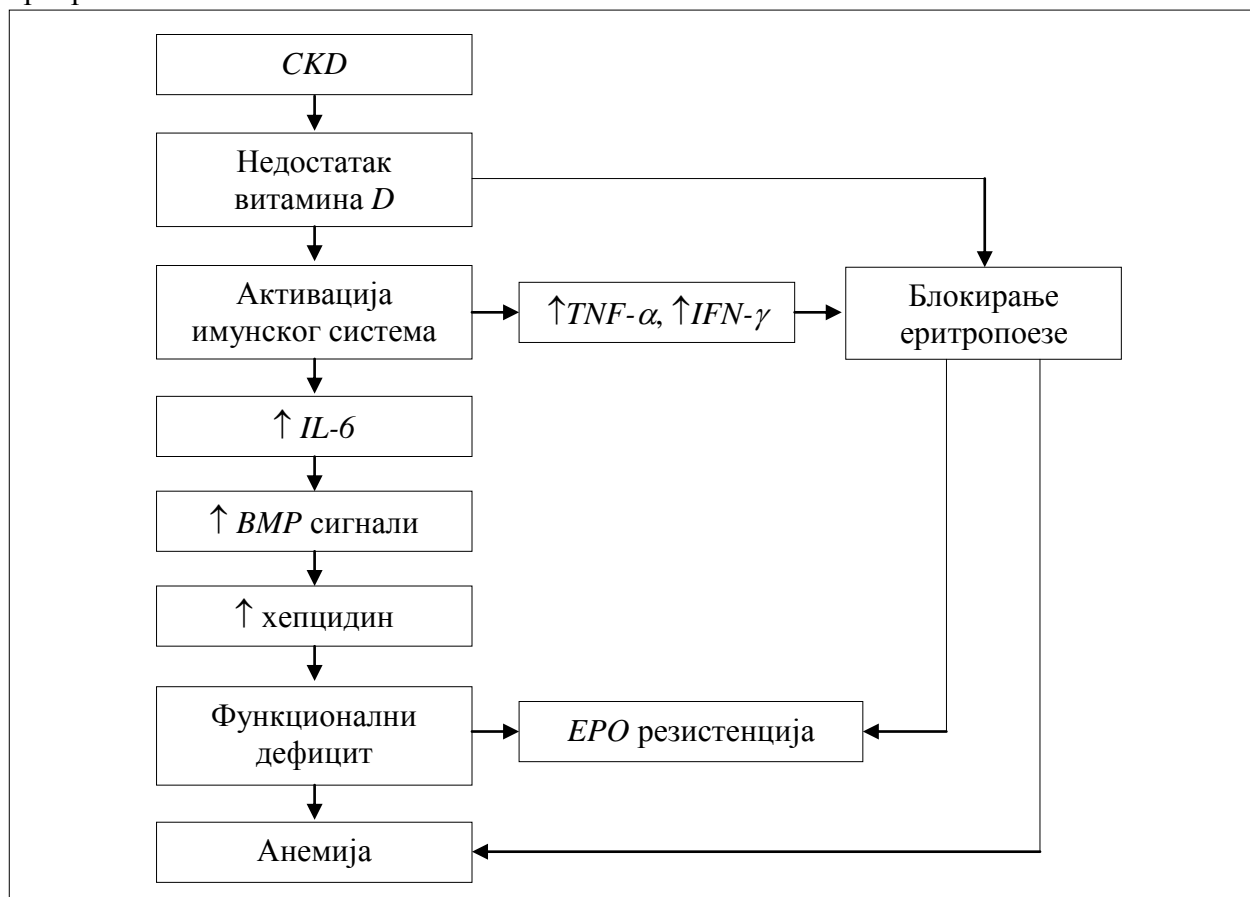 CKD
Недостатак
витамина D
Активација
имунског система
↑TNF-α, ↑IFN-γ
Блокирање
еритропоезе
↑ IL-6
↑ BMP сигнали
↑ хепцидин
Функционални
дефицит
EPO резистенција
Анемија